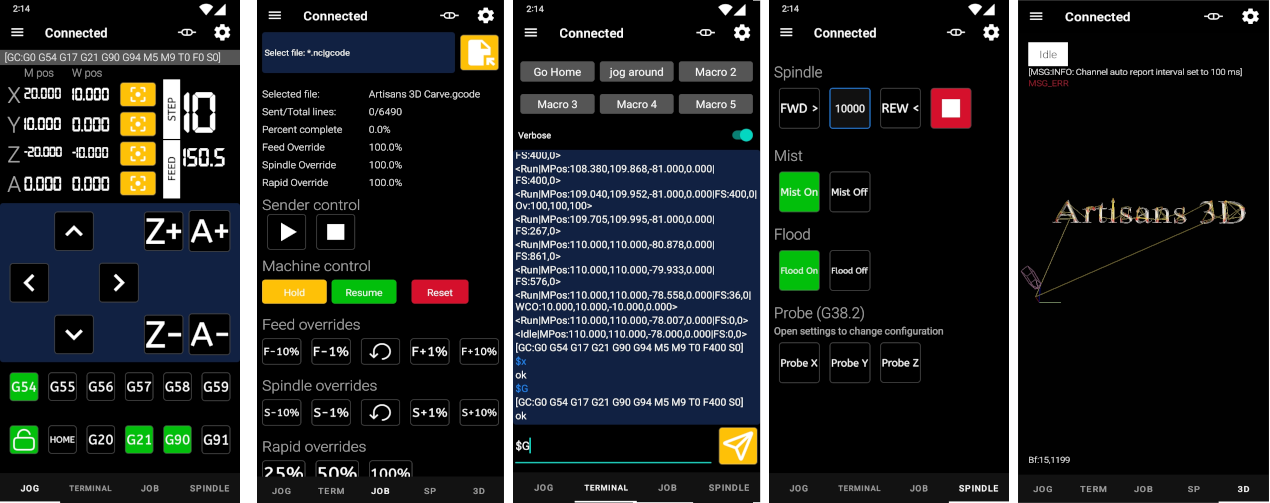 2:14
Connected
[GC:G0 G54 G17 G21 G90 G94 M5 M9 T0 F0 S0]
M pos W pos
X 20.000 10.000
Y 10.000 0.000
Z -20.000 -10.000
A 0.000 0.000
STEP
10
FEED
150.5
Z+ A+
Z- A-
G54 G55 G56 G57 G58 G59
HOME G20 G21 G90 G91
JOG TERMINAL JOB SPINDLE
Connected
Select file: *.nc|gcode
Selected file: Artisans 3D Carve.gcode
Sent/Total lines: 0/6490
Percent complete 0.0%
Feed Override 100.0%
Spindle Override 100.0%
Rapid Override 100.0%
Sender control
Machine control
Hold Resume Reset
Feed overrides
F-10% F-1% F+1% F+10%
Spindle overrides
S-10% S-1% S+1% S+10%
Rapid overrides
25% 50% 100%
JOG TERM JOB SP 3D
2:14
Connected
Go Home jog around Macro 2
Macro 3 Macro 4 Macro 5
Verbose
FS:400,0>
<Run|MPos:108.380,109.868,-81.000,0.000|
FS:400,0>
<Run|MPos:109.040,109.952,-81.000,0.000|FS:400,0|
Ov:100,100,100>
<Run|MPos:109.705,109.995,-81.000,0.000|
FS:267,0>
<Run|MPos:110.000,110.000,-80.878,0.000|
FS:861,0>
<Run|MPos:110.000,110.000,-79.933,0.000|
FS:576,0>
<Run|MPos:110.000,110.000,-78.558,0.000|FS:36,0|
WCO:10.000,10.000,-10.000,0.000>
<Run|MPos:110.000,110.000,-78.007,0.000|FS:0,0>
<Idle|MPos:110.000,110.000,-78.000,0.000|FS:0,0>
[GC:G0 G54 G17 G21 G90 G94 M5 M9 T0 F400 S0]
$x
ok
$G
[GC:G0 G54 G17 G21 G90 G94 M5 M9 T0 F400 S0]
ok
$G
JOG TERMINAL JOB SPINDLE
2:14
Connected
Spindle
FWD > 10000 REW <
Mist
Mist On Mist Off
Flood
Flood On Flood Off
Probe (G38.2)
Open settings to change configuration
Probe X Probe Y Probe Z
JOG TERMINAL JOB SPINDLE
Connected
Idle
[MSG:INFO: Channel auto report interval set to 100 ms]
MSG_ERR
Artisans 3D
Bf:15,1199
JOG TERM JOB SP 3D